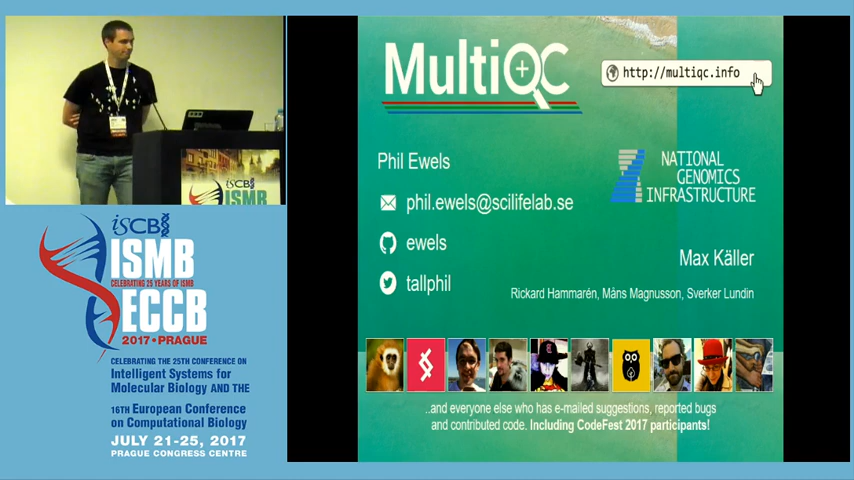 iSCB
ISMB
MultiQC
http://multiqc.info
Phil Ewels
phil.ewels@scilifelab.se
ewels
tallphil
NATIONAL
GENOMICS
INFRASTRUCTURE
Max Käller
Rickard Hammarén, Måns Magnusson, Sverker Lundin
..and everyone else who has e-mailed suggestions, reported bugs
and contributed code. Including CodeFest 2017 participants!
iSCB
ISMB
CELEBRATING 25 YEARS OF ISMB
ECCB
2017 • PRAGUE
CELEBRATING THE 25TH CONFERENCE ON
Intelligent Systems for
Molecular Biology AND THE
16TH European Conference
on Computational Biology
JULY 21-25, 2017
PRAGUE CONGRESS CENTRE